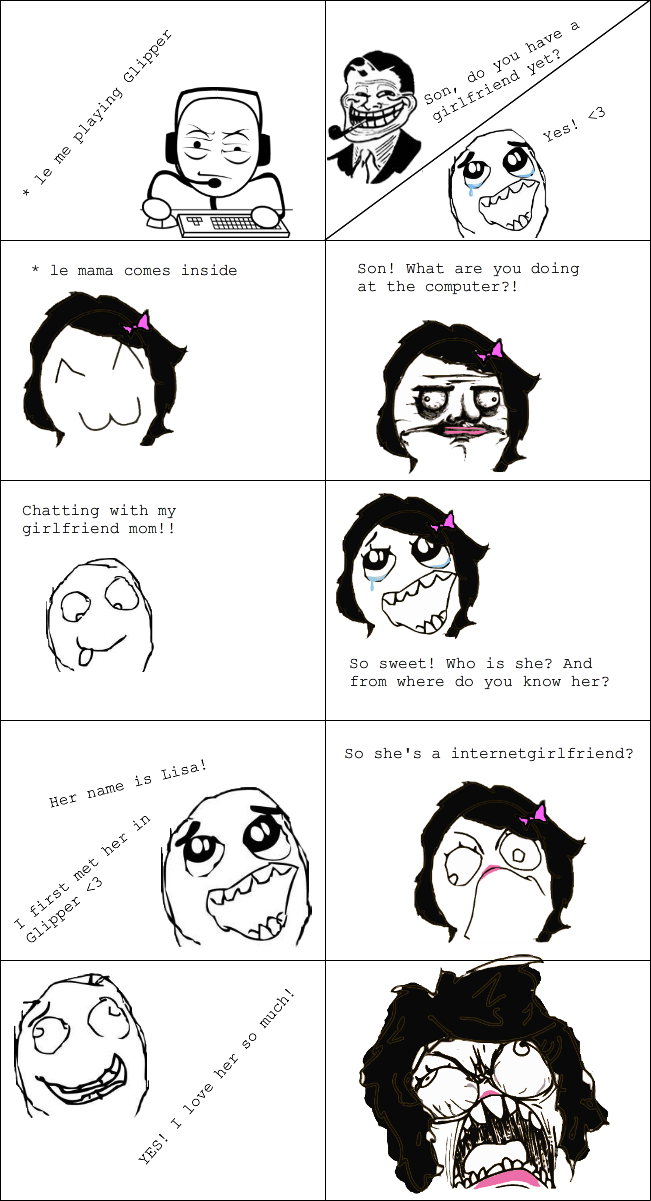 * le me playing Glipper
Son, do you have a
girlfriend yet?
Yes! <3
* le mama comes inside
Son! What are you doing
at the computer?!
Chatting with my
girlfriend mom!!
So sweet! Who is she? And
from where do you know her?
Her name is Lisa!
I first met her in
Glipper <3
So she's a internetgirlfriend?
YES! I love her so much!